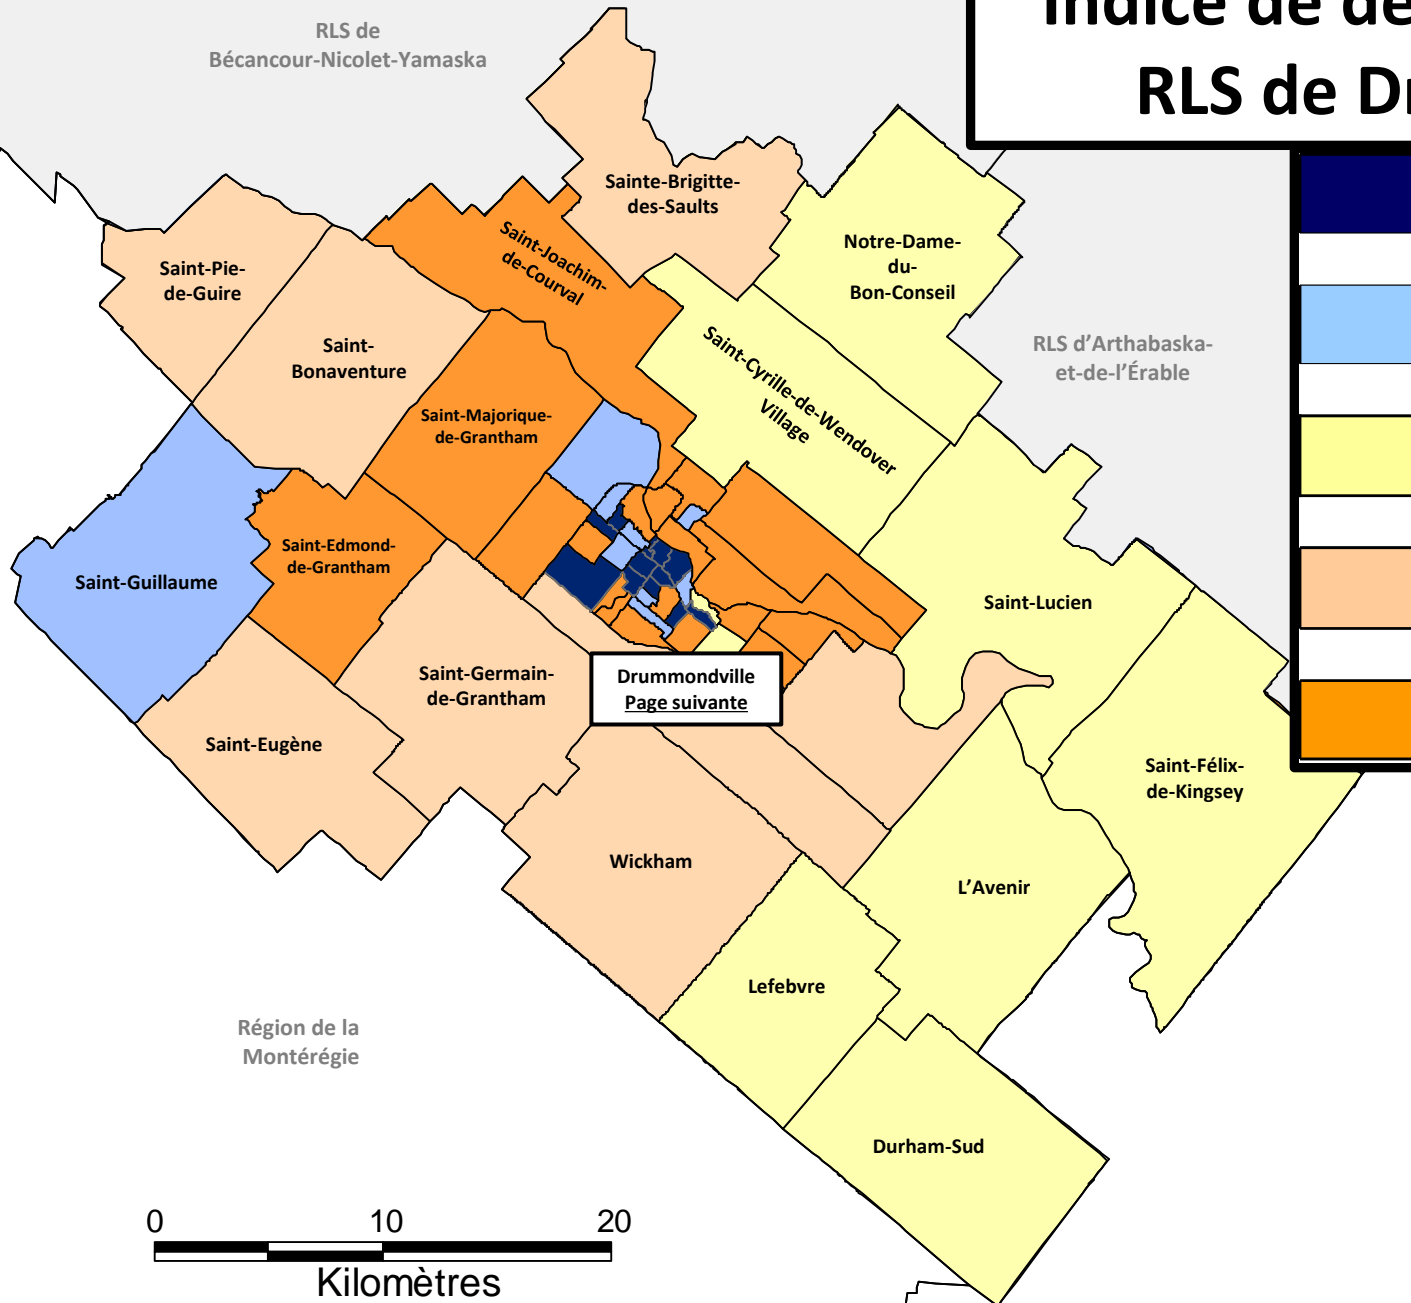 Indice de dé
RLS de Dr
RLS de
Bécancour-Nicolet-Yamaska
Sainte-Brigitte-
des-Saults
Notre-Dame-
du-
Bon-Conseil
Saint-Joachim-
de-Courval
Saint-Pie-
de-Guire
Saint-
Bonaventure
RLS d'Arthabaska-
et-de-l'Érable
Saint-Cyrille-de-Wendover
Village
Saint-Majorique-
de-Grantham
Saint-Edmond-
de-Grantham
Saint-Guillaume
Saint-Lucien
Saint-Germain-
de-Grantham
Drummondville
Page suivante
Saint-Eugène
Saint-Félix-
de-Kingsey
Wickham
L'Avenir
Lefebvre
Région de la
Montérégie
Durham-Sud
0 10 20
Kilomètres